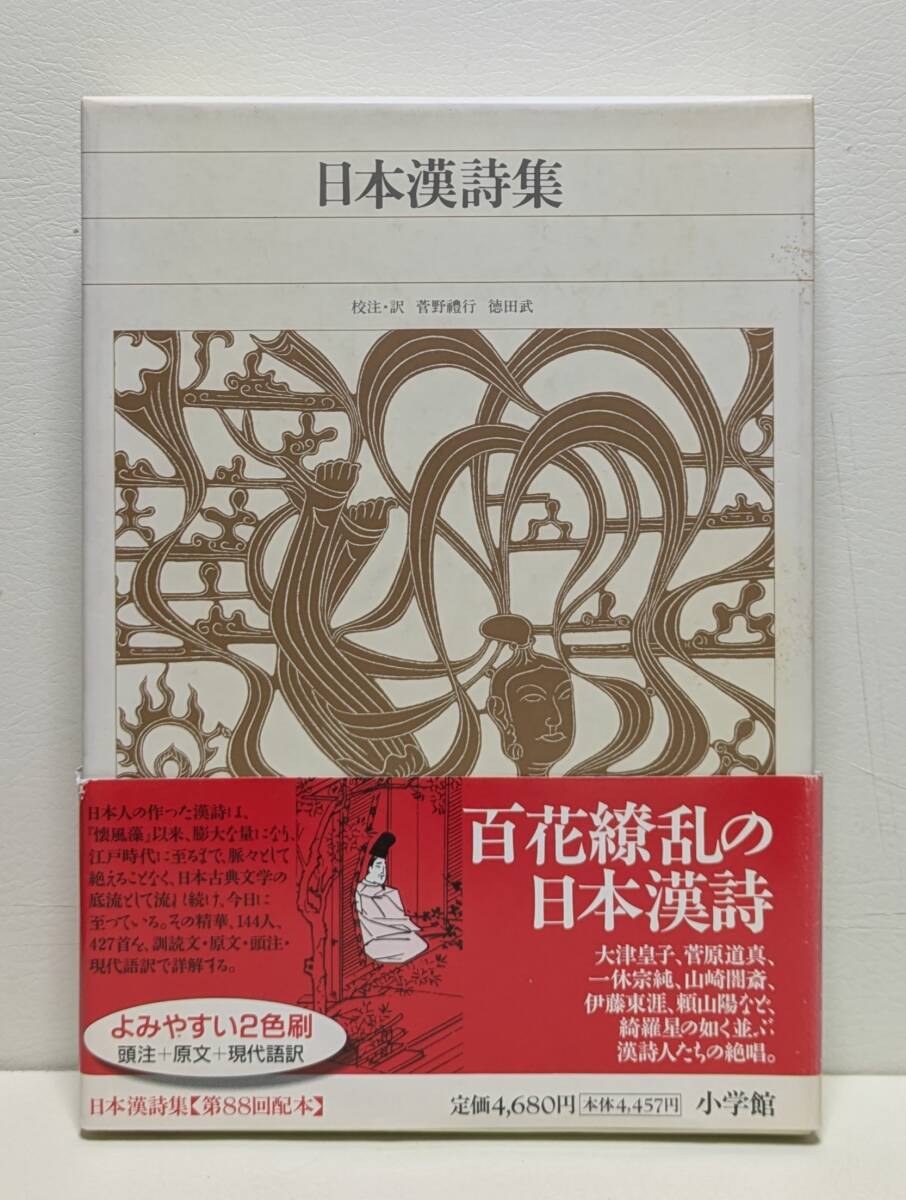 日本漢詩集
校注・訳 菅野禮行 徳田武
百花繚乱の
日本漢詩
大津皇子、菅原道真、
一休宗純、山崎闇斎、
伊藤東涯、頼山陽など、
綺羅星の如く並ぶ
漢詩人たちの絶唱。
日本人の作った漢詩は、
『懐風藻』以来、膨大な量になり、
江戸時代に至るまで、脈々として
絶えることなく、日本古典文学の
底流として流れ続け、今日に
至っている。その精華、144人、
427首を、訓読文・原文・頭注・
現代語訳で詳解する。
よみやすい2色刷
頭注+原文+現代語訳
日本漢詩集【第88回配本】
定価4,680円 本体4,457円 小学館